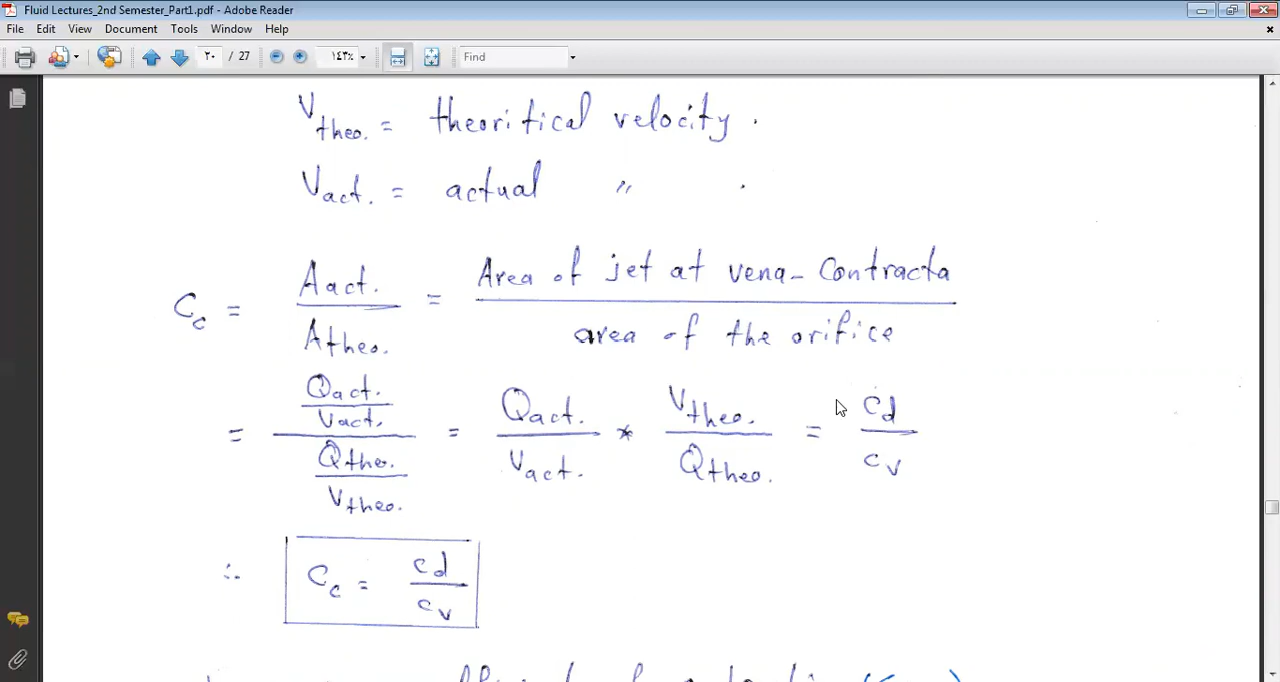 Fluid Lectures_2nd Semester_Part1.pdf - Adobe Reader
File Edit View Document Tools Window Help
٢٠ / 27 ١٤٣% Find
V theo. = theoritical velocity .
V act. = actual " .
Cc = A act. / A theo. = Area of jet at vena-Contracta / area of the orifice
= (Q act. / V act.) / (Q theo. / V theo.) = Q act. / V act. * V theo. / Q theo. = cd / cv
∴ Cc = cd / cv